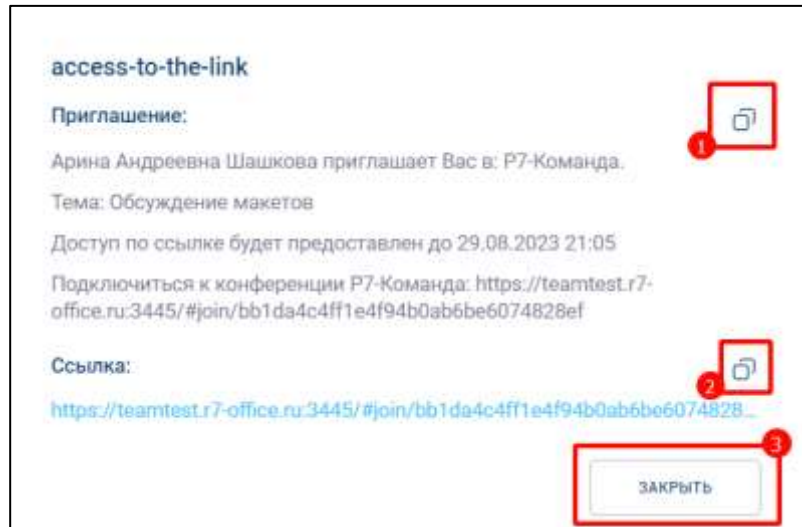 access-to-the-link
Приглашение:
1
Арина Андреевна Шашкова приглашает Вас в: Р7-Команда.
Тема: Обсуждение макетов
Доступ по ссылке будет предоставлен до 29.08.2023 21:05
Подключиться к конференции Р7-Команда: https://teamtest.r7-
office.ru:3445/#join/bb1da4c4ff1e4f94b0ab6be6074828ef
Ссылка:
2
https://teamtest.r7-office.ru:3445/#join/bb1da4c4ff1e4f94b0ab6be6074828...
3
ЗАКРЫТЬ